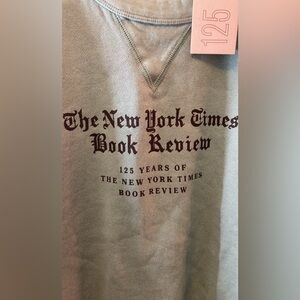 125
The New York Times
Book Review
125 YEARS OF
THE NEW YORK TIMES
BOOK REVIEW